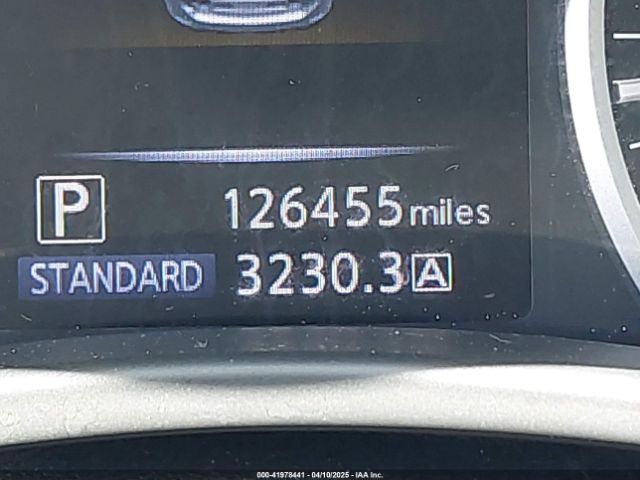 P 126455 miles
STANDARD 3230.3 A
000-41978441 - 04/10/2025 - IAA Inc.